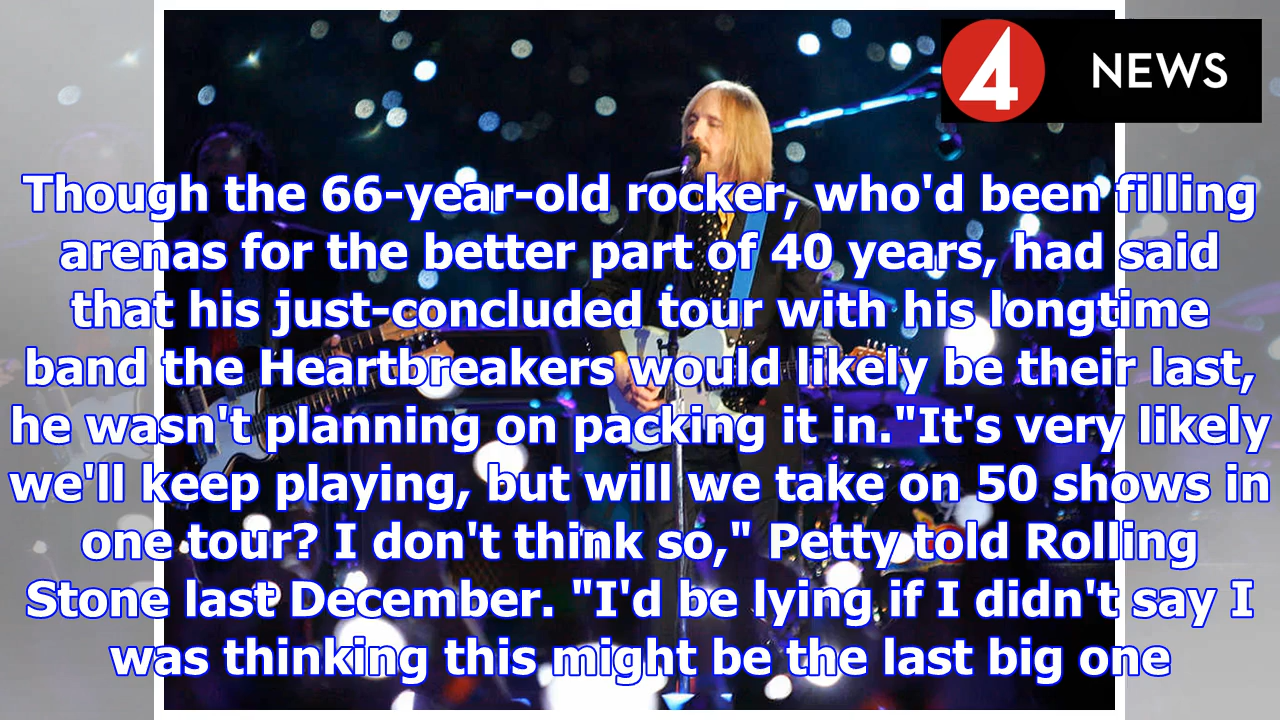 4 NEWS
Though the 66-year-old rocker, who'd been filling
arenas for the better part of 40 years, had said
that his just-concluded tour with his longtime
band the Heartbreakers would likely be their last,
he wasn't planning on packing it in."It's very likely
we'll keep playing, but will we take on 50 shows in
one tour? I don't think so," Petty told Rolling
Stone last December. "I'd be lying if I didn't say I
was thinking this might be the last big one